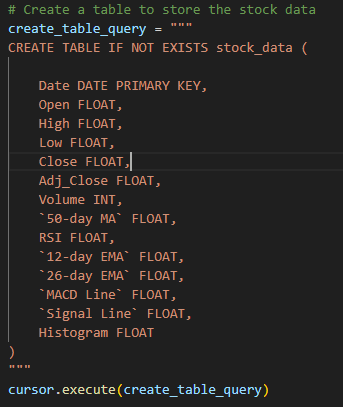 # Create a table to store the stock data
create_table_query = """
CREATE TABLE IF NOT EXISTS stock_data (
Date DATE PRIMARY KEY,
Open FLOAT,
High FLOAT,
Low FLOAT,
Close FLOAT,
Adj_Close FLOAT,
Volume INT,
`50-day MA` FLOAT,
RSI FLOAT,
`12-day EMA` FLOAT,
`26-day EMA` FLOAT,
`MACD Line` FLOAT,
`Signal Line` FLOAT,
Histogram FLOAT
)
"""
cursor.execute(create_table_query)